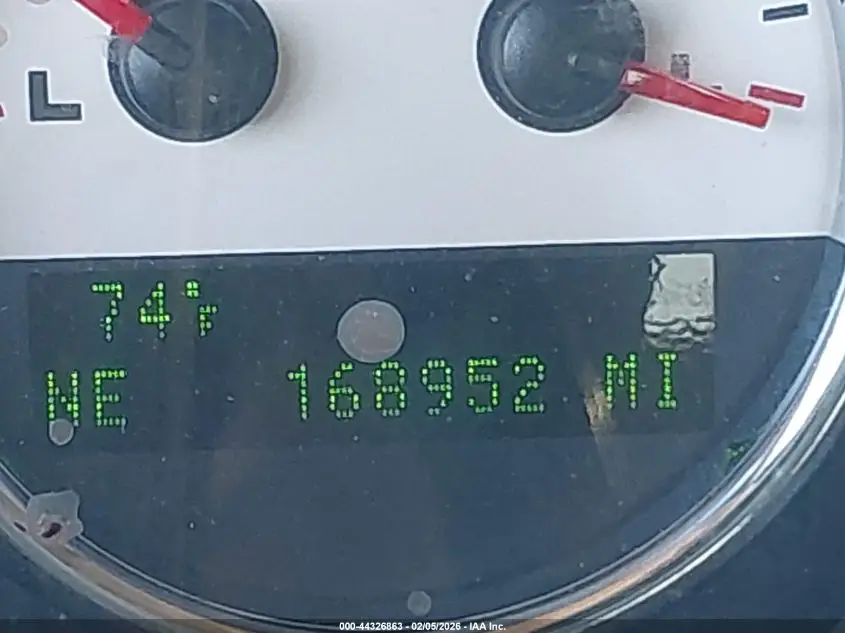 L
74°F
NE 168952 MI
000-44326863 - 02/05/2026 - IAA Inc.